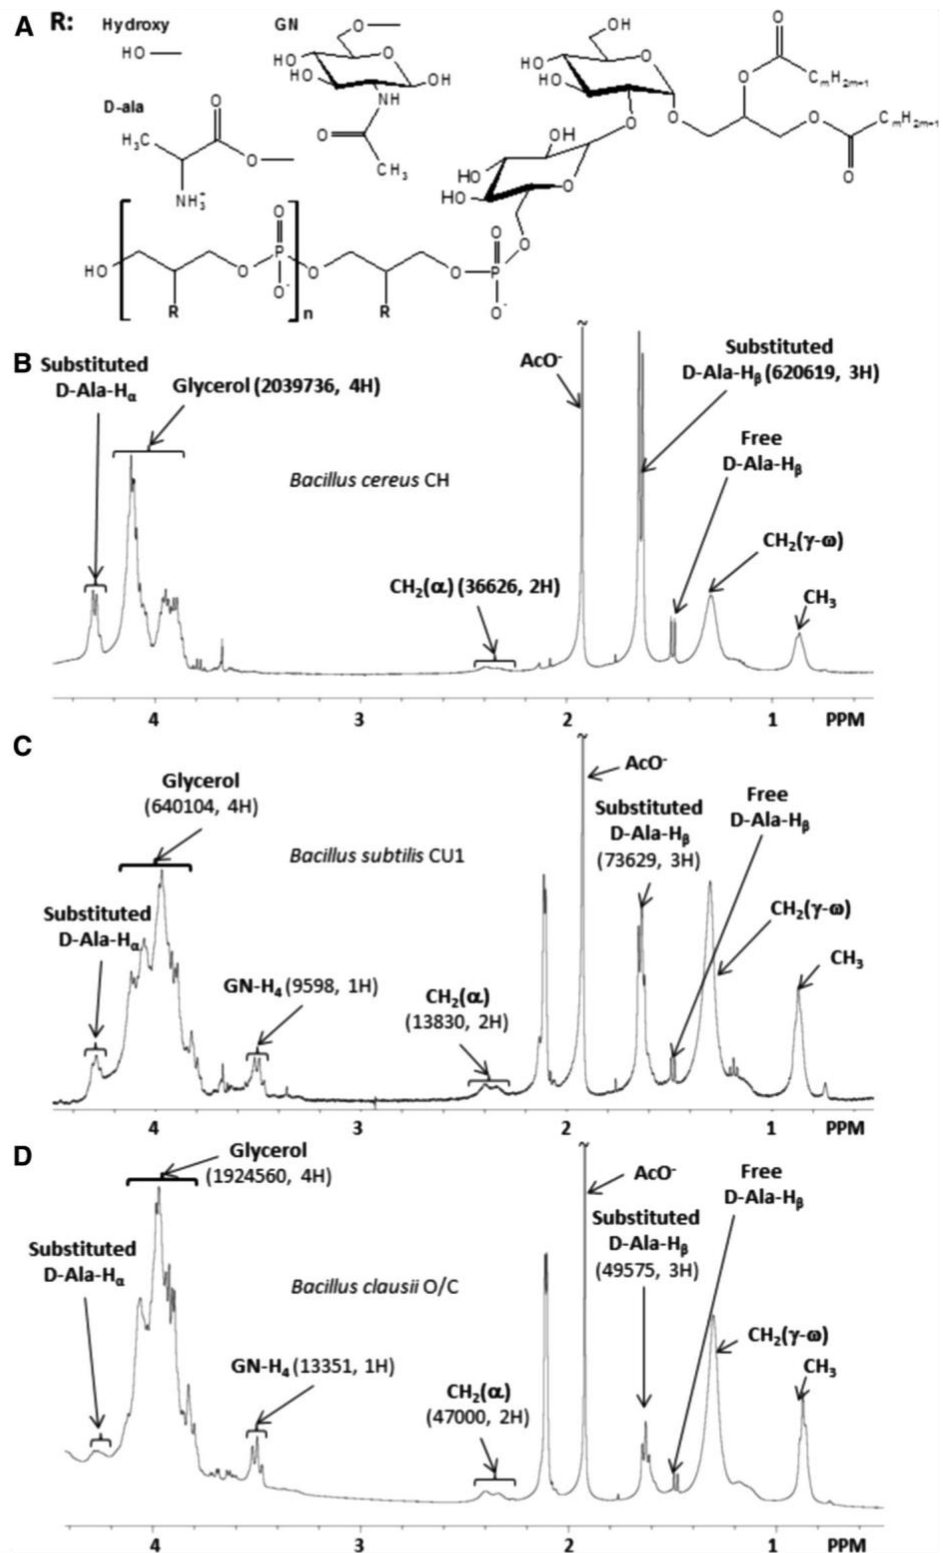 A R: Hydroxy GN
HO
D-ala
O
H₃C
O
NH₃⁺
O
HO
HO
OH
NH
O
CH₃
OH
HO
HO
O
O
O
O
CₘH₂ₘ₊₁
O
CₘH₂ₘ₊₁
O
O
OH
HO
HO
O
O
HO
R
O
O
P
O⁻
n
O
R
O
O
P
O⁻
O
B
Substituted
D-Ala-Hα
Glycerol (2039736, 4H)
AcO⁻
Substituted
D-Ala-Hβ (620619, 3H)
Free
D-Ala-Hβ
Bacillus cereus CH
CH₂(α) (36626, 2H)
CH₂(γ-ω)
CH₃
4 3 2 1 PPM
C
Glycerol
(640104, 4H)
AcO⁻
Substituted
D-Ala-Hβ
(73629, 3H)
Free
D-Ala-Hβ
Bacillus subtilis CU1
Substituted
D-Ala-Hα
GN-H₄ (9598, 1H)
CH₂(α)
(13830, 2H)
CH₂(γ-ω)
CH₃
4 3 2 1 PPM
D
Glycerol
(1924560, 4H)
AcO⁻
Substituted
D-Ala-Hβ
(49575, 3H)
Free
D-Ala-Hβ
Substituted
D-Ala-Hα
Bacillus clausii O/C
GN-H₄ (13351, 1H)
CH₂(α)
(47000, 2H)
CH₂(γ-ω)
CH₃
4 3 2 1 PPM